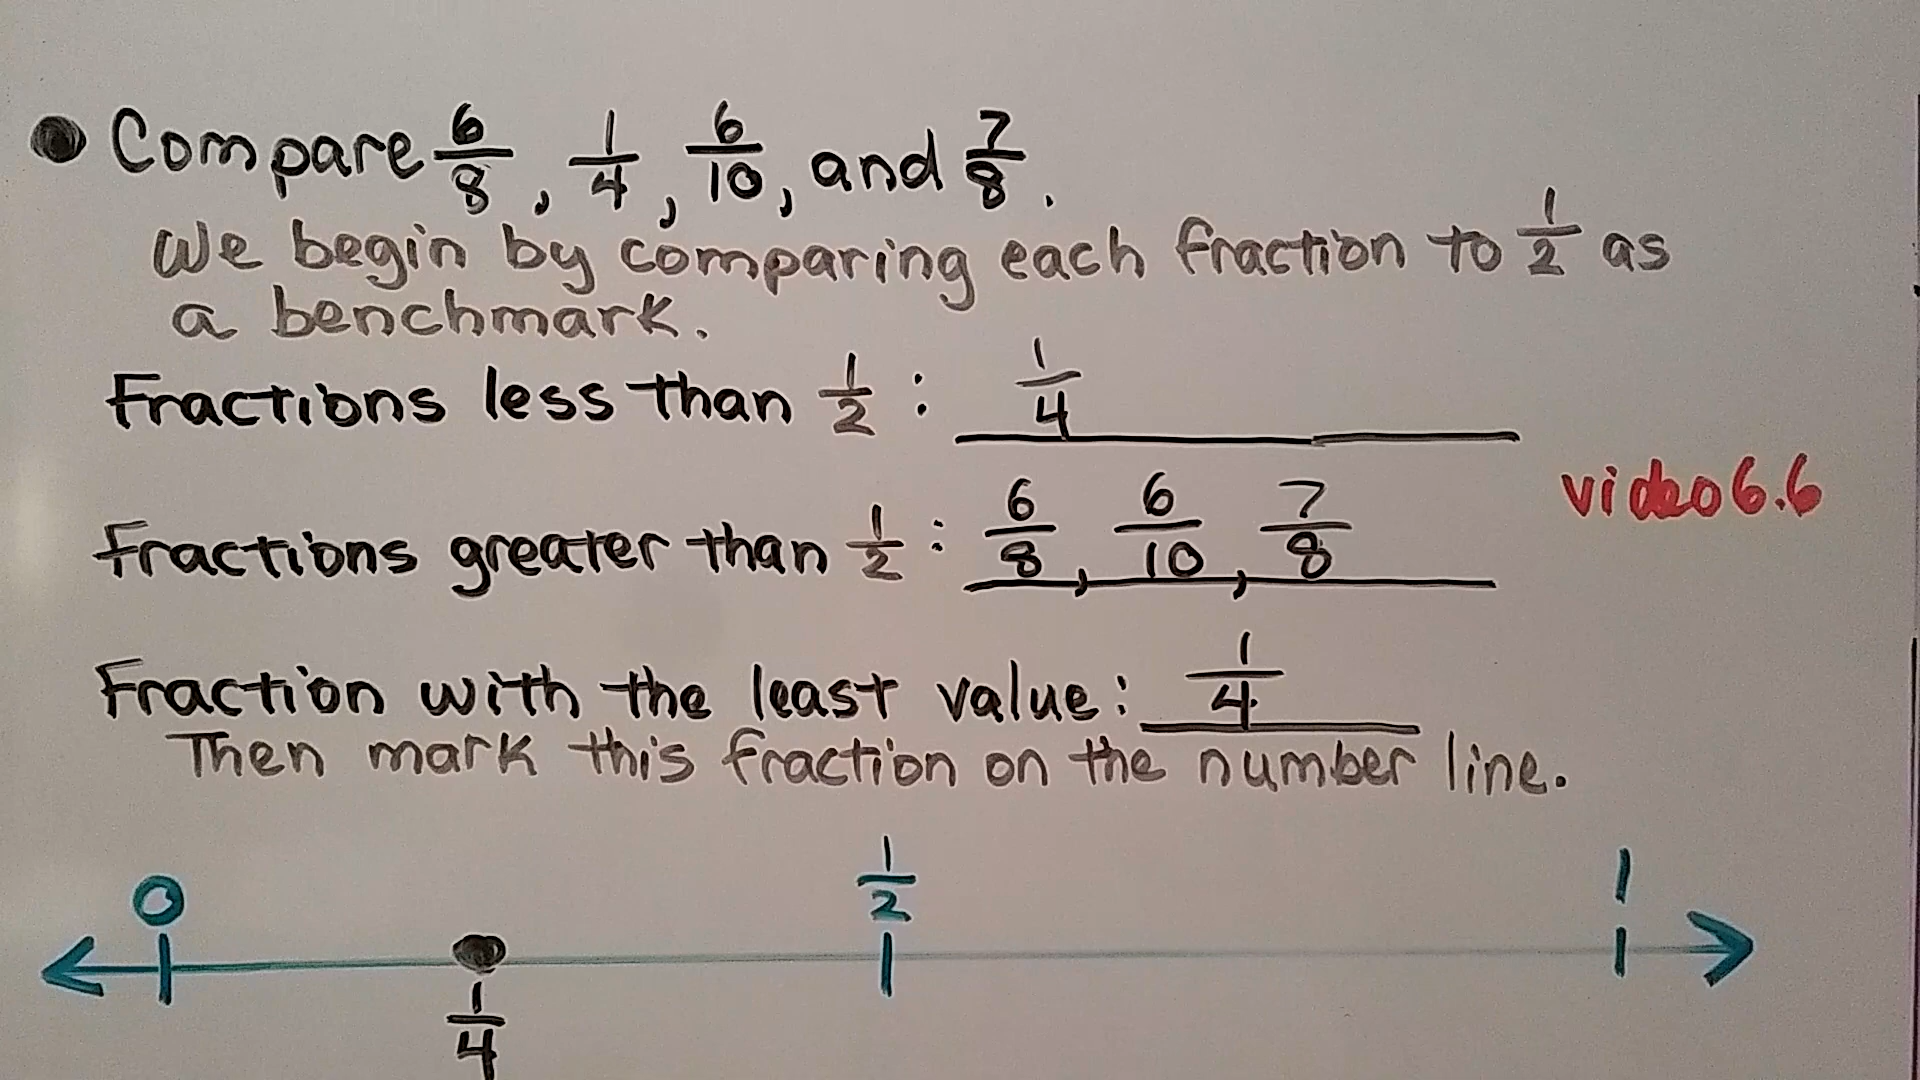 ● Compare 6/8, 1/4, 6/10, and 7/8.
We begin by comparing each fraction to 1/2 as
a benchmark.
Fractions less than 1/2 : 1/4
video 6.6
Fractions greater than 1/2 : 6/8, 6/10, 7/8
Fraction with the least value: 1/4
Then mark this fraction on the number line.
0 1/2 1
1/4